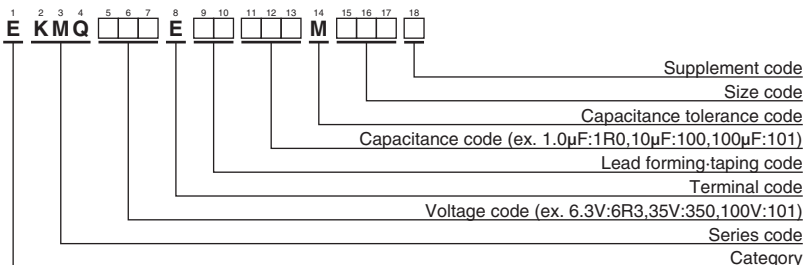 1 2 3 4 5 6 7 8 9 10 11 12 13 14 15 16 17 18
E KMQ □□□ E □□ □□□ M □□□ □
Supplement code
Size code
Capacitance tolerance code
Capacitance code (ex. 1.0μF:1R0,10μF:100,100μF:101)
Lead forming·taping code
Terminal code
Voltage code (ex. 6.3V:6R3,35V:350,100V:101)
Series code
Category